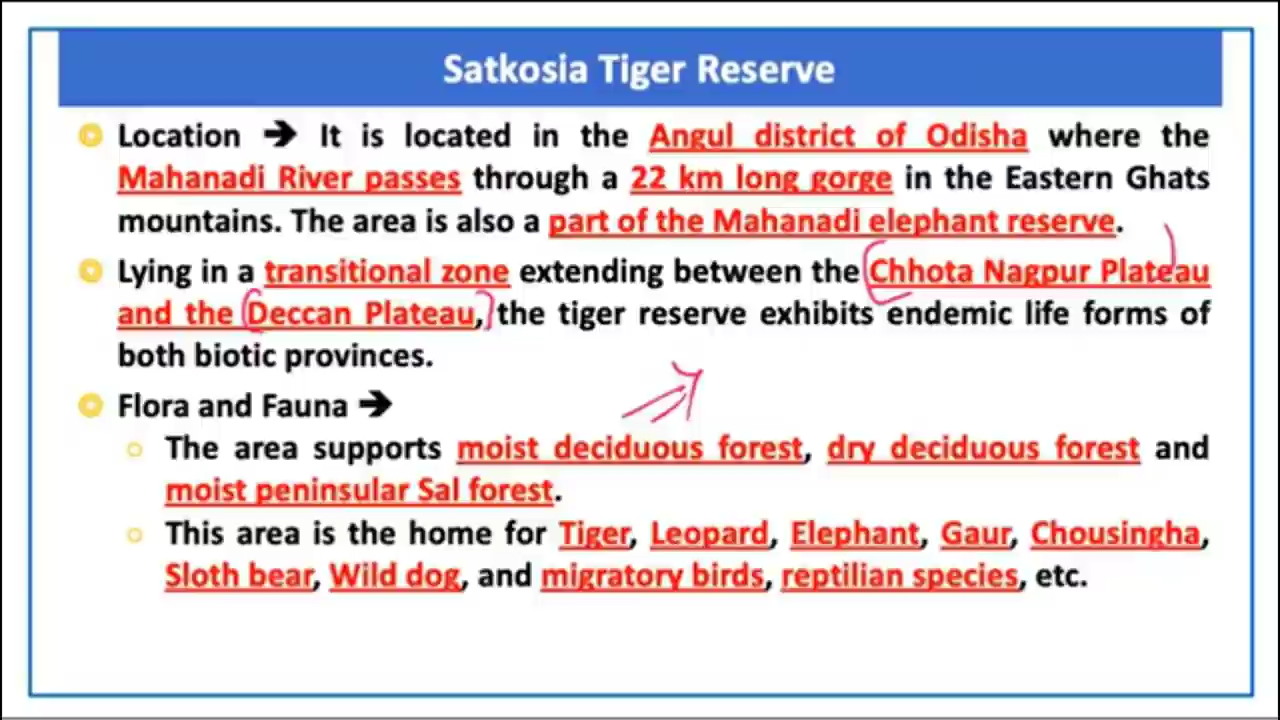 Satkosia Tiger Reserve
Location ➔ It is located in the Angul district of Odisha where the
Mahanadi River passes through a 22 km long gorge in the Eastern Ghats
mountains. The area is also a part of the Mahanadi elephant reserve.
Lying in a transitional zone extending between the Chhota Nagpur Plateau
and the Deccan Plateau, the tiger reserve exhibits endemic life forms of
both biotic provinces.
Flora and Fauna ➔
The area supports moist deciduous forest, dry deciduous forest and
moist peninsular Sal forest.
This area is the home for Tiger, Leopard, Elephant, Gaur, Chousingha,
Sloth bear, Wild dog, and migratory birds, reptilian species, etc.